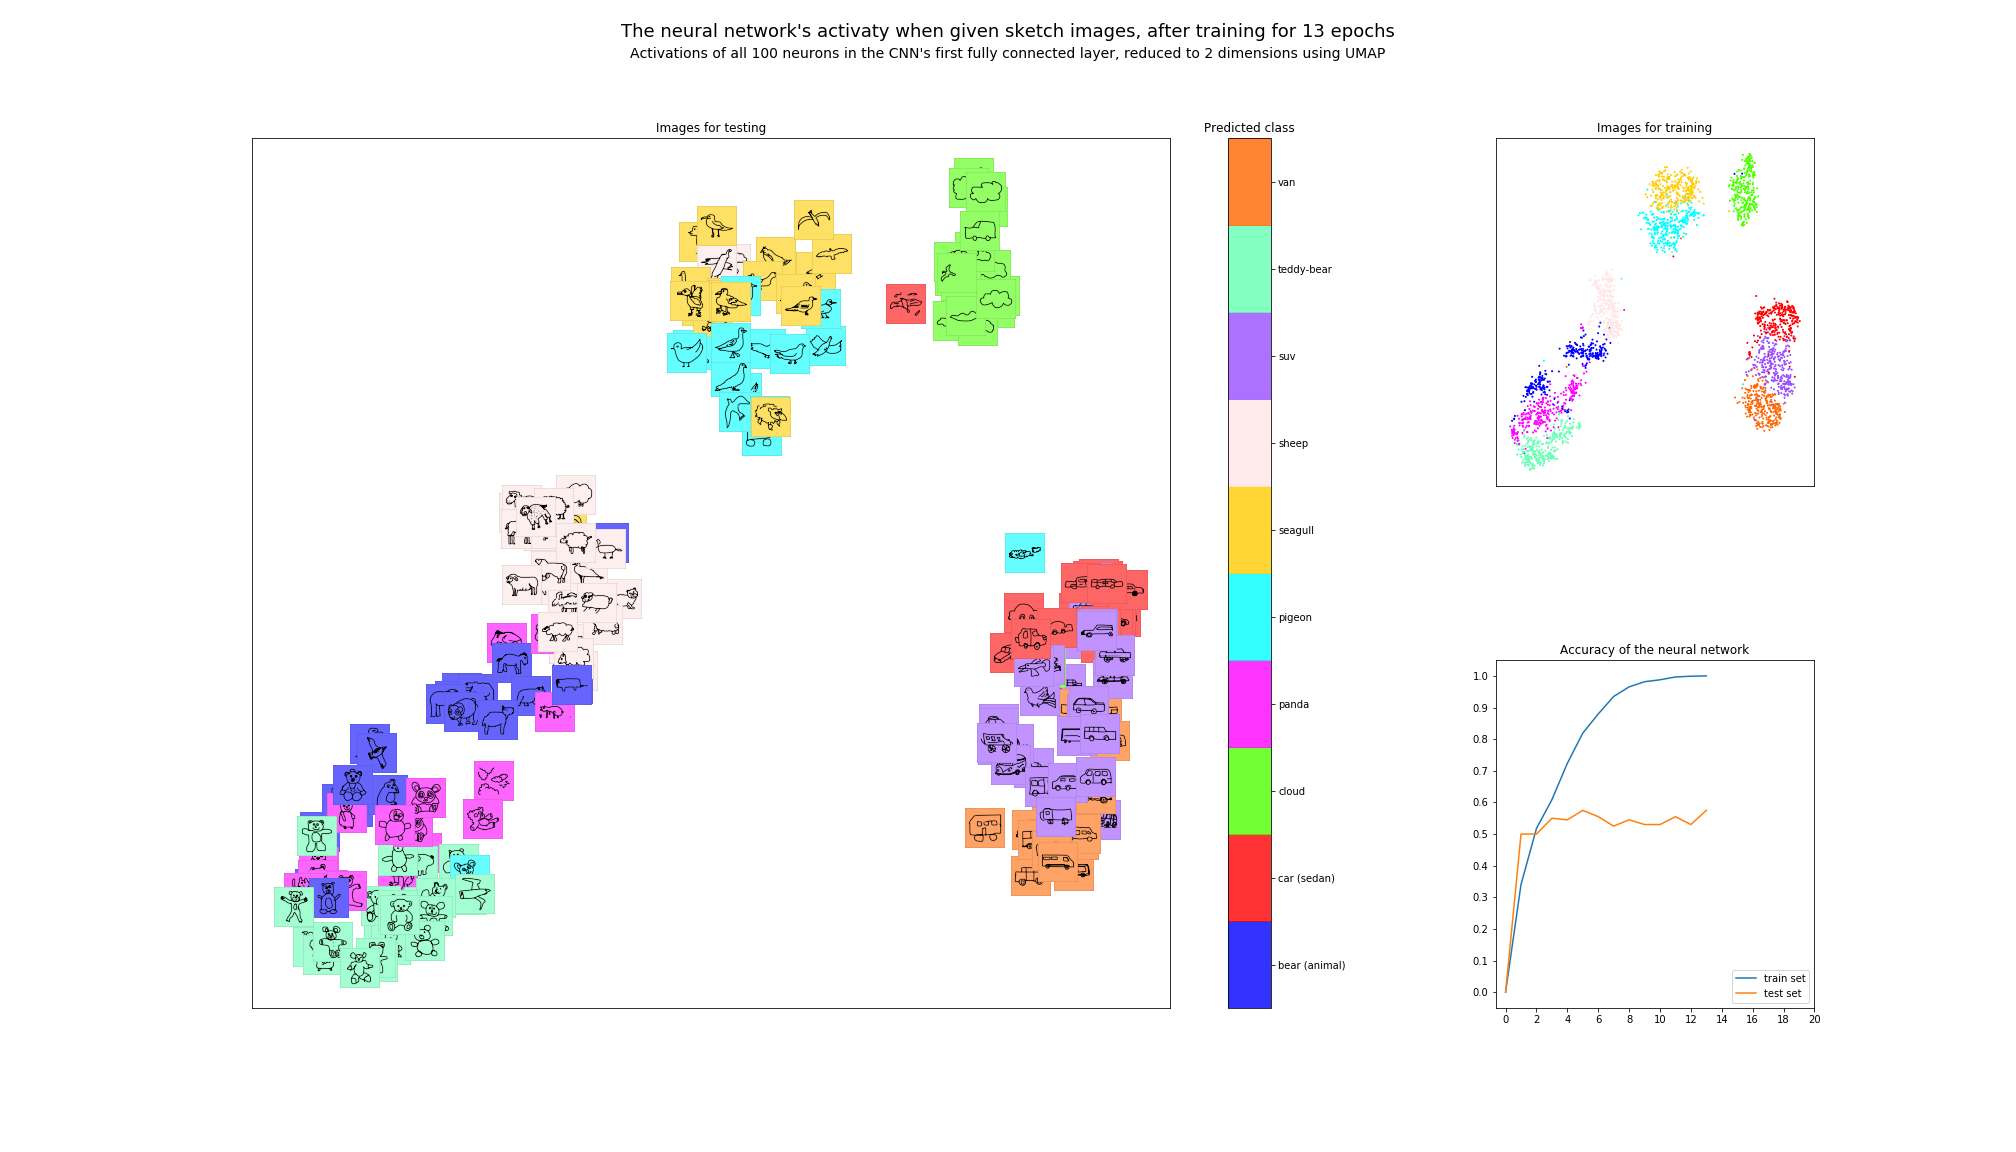 The neural network's activaty when given sketch images, after training for 13 epochs
Activations of all 100 neurons in the CNN's first fully connected layer, reduced to 2 dimensions using UMAP
Images for testing
Predicted class
van
teddy-bear
suv
sheep
seagull
pigeon
panda
cloud
car (sedan)
bear (animal)
Images for training
Accuracy of the neural network
1.0
0.9
0.8
0.7
0.6
0.5
0.4
0.3
0.2
0.1
0.0
train set
test set
0 2 4 6 8 10 12 14 16 18 20